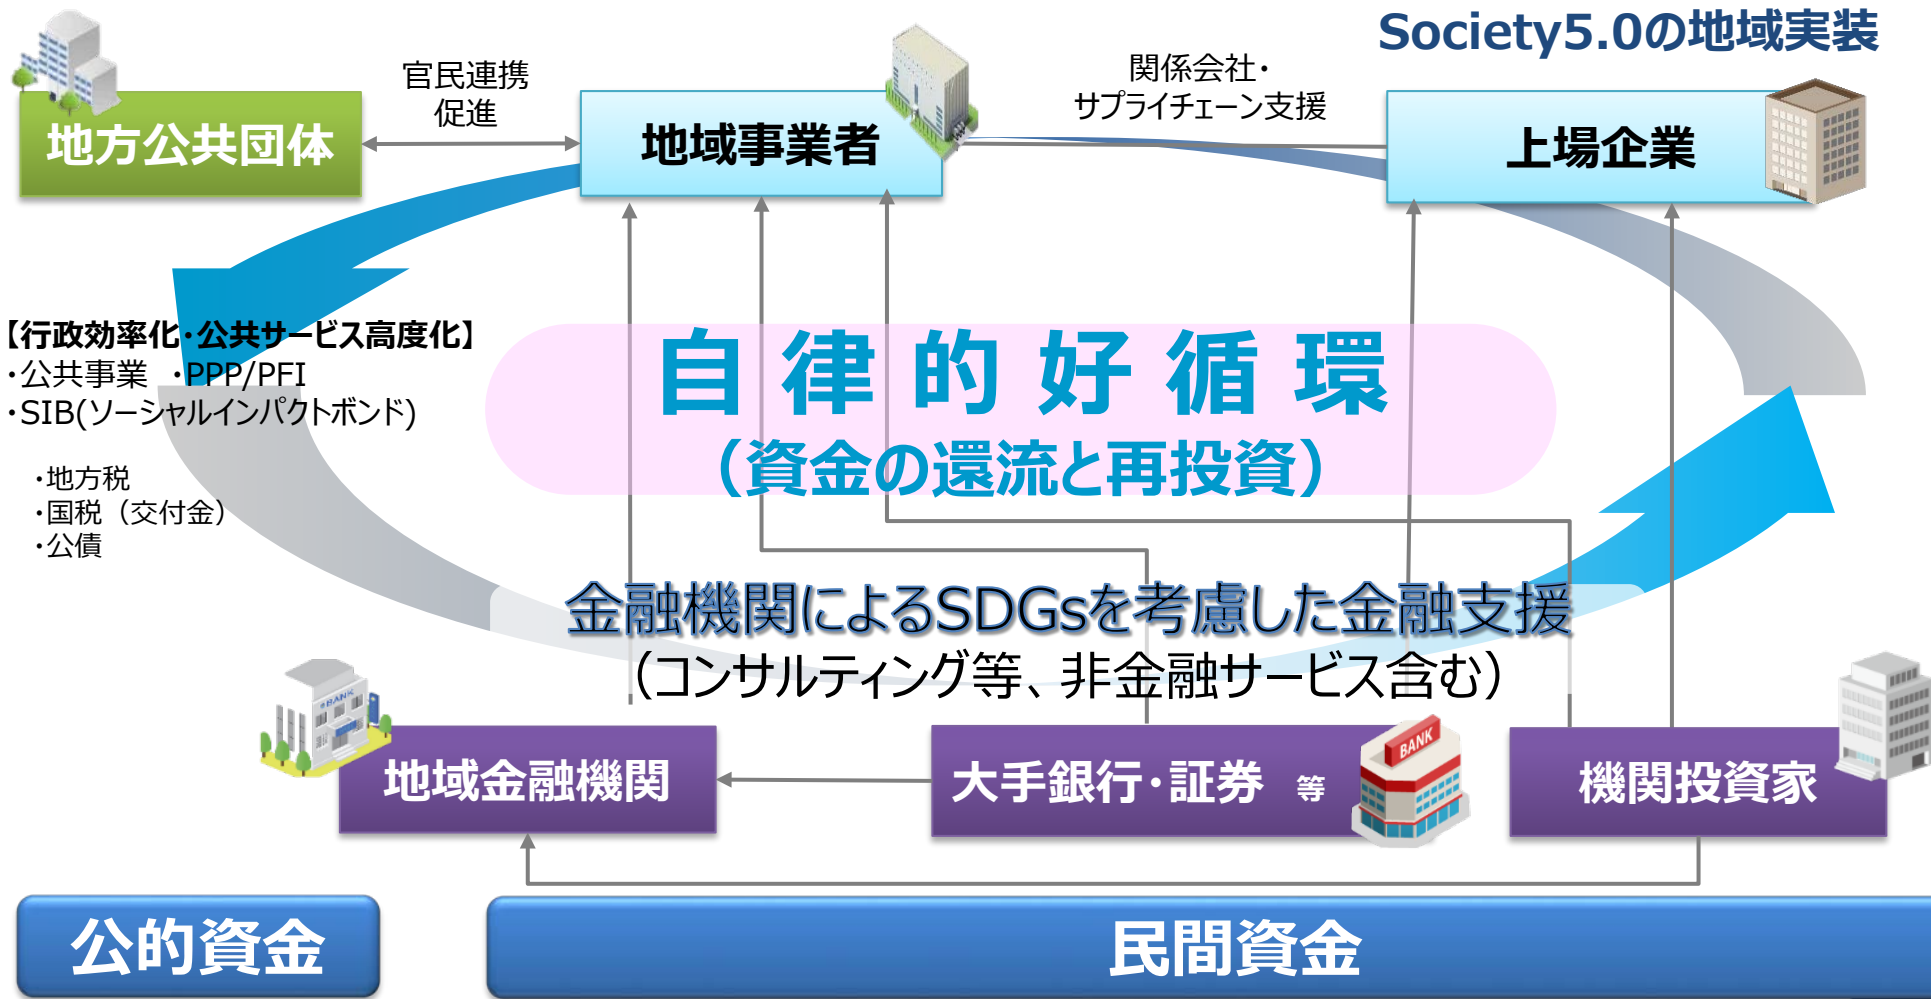 Society5.0の地域実装
官民連携
促進
関係会社・
サプライチェーン支援
地方公共団体
地域事業者
上場企業
【行政効率化・公共サービス高度化】
・公共事業 ・PPP/PFI
・SIB(ソーシャルインパクトボンド)
・地方税
・国税（交付金）
・公債
自律的好循環
（資金の還流と再投資）
金融機関によるSDGsを考慮した金融支援
（コンサルティング等、非金融サービス含む）
BANK
地域金融機関
大手銀行・証券 等
BANK
機関投資家
公的資金
民間資金